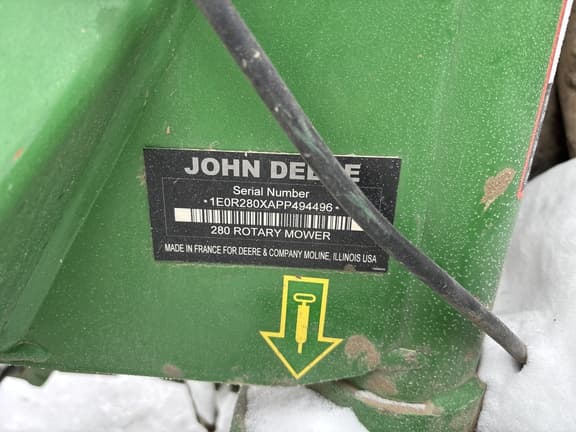 JOHN DEERE
Serial Number
1E0R280XAPP494496
280 ROTARY MOWER
MADE IN FRANCE FOR DEERE & COMPANY MOLINE, ILLINOIS USA